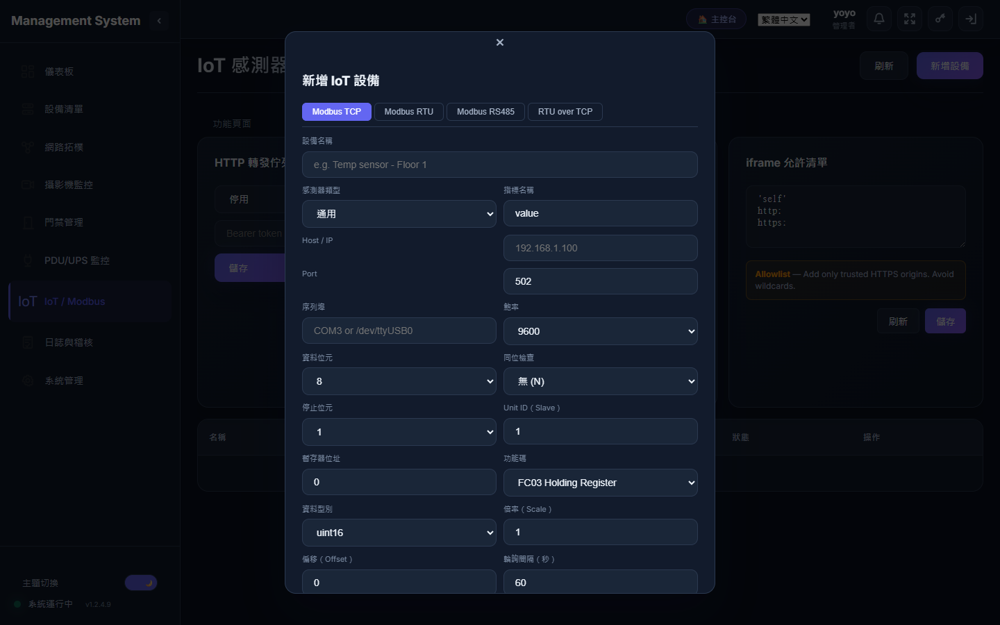 Management System
主控台
繁體中文
yoyo
管理者
儀表板
設備清單
網路拓樸
攝影機監控
門禁管理
PDU/UPS 監控
IoT
IoT / Modbus
日誌與稽核
系統管理
主題切換
系統運行中
v1.2.4.9
IoT 感測器
刷新
新增設備
功能頁面
HTTP 轉發佇列
停用
Bearer token
儲存
iframe 允許清單
'self'
http:
https:
Allowlist — Add only trusted HTTPS origins. Avoid
wildcards.
刷新
儲存
名稱
狀態
操作
×
新增 IoT 設備
Modbus TCP
Modbus RTU
Modbus RS485
RTU over TCP
設備名稱
e.g. Temp sensor - Floor 1
感測器類型
指標名稱
通用
value
Host / IP
192.168.1.100
Port
502
序列埠
鮑率
COM3 or /dev/ttyUSB0
9600
資料位元
同位檢查
8
無 (N)
停止位元
Unit ID ( Slave )
1
1
暫存器位址
功能碼
0
FC03 Holding Register
資料型別
倍率 ( Scale )
uint16
1
偏移 ( Offset )
輪詢間隔 ( 秒 )
0
60